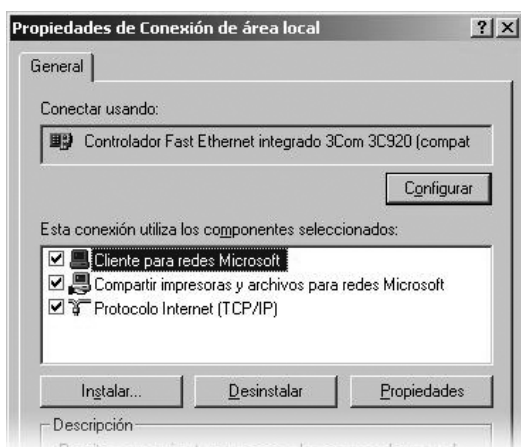 Propiedades de Conexión de área local
General
Conectar usando:
Controlador Fast Ethernet integrado 3Com 3C920 (compat
Configurar
Esta conexión utiliza los componentes seleccionados:
Cliente para redes Microsoft
Compartir impresoras y archivos para redes Microsoft
Protocolo Internet (TCP/IP)
Instalar... Desinstalar Propiedades
Descripción